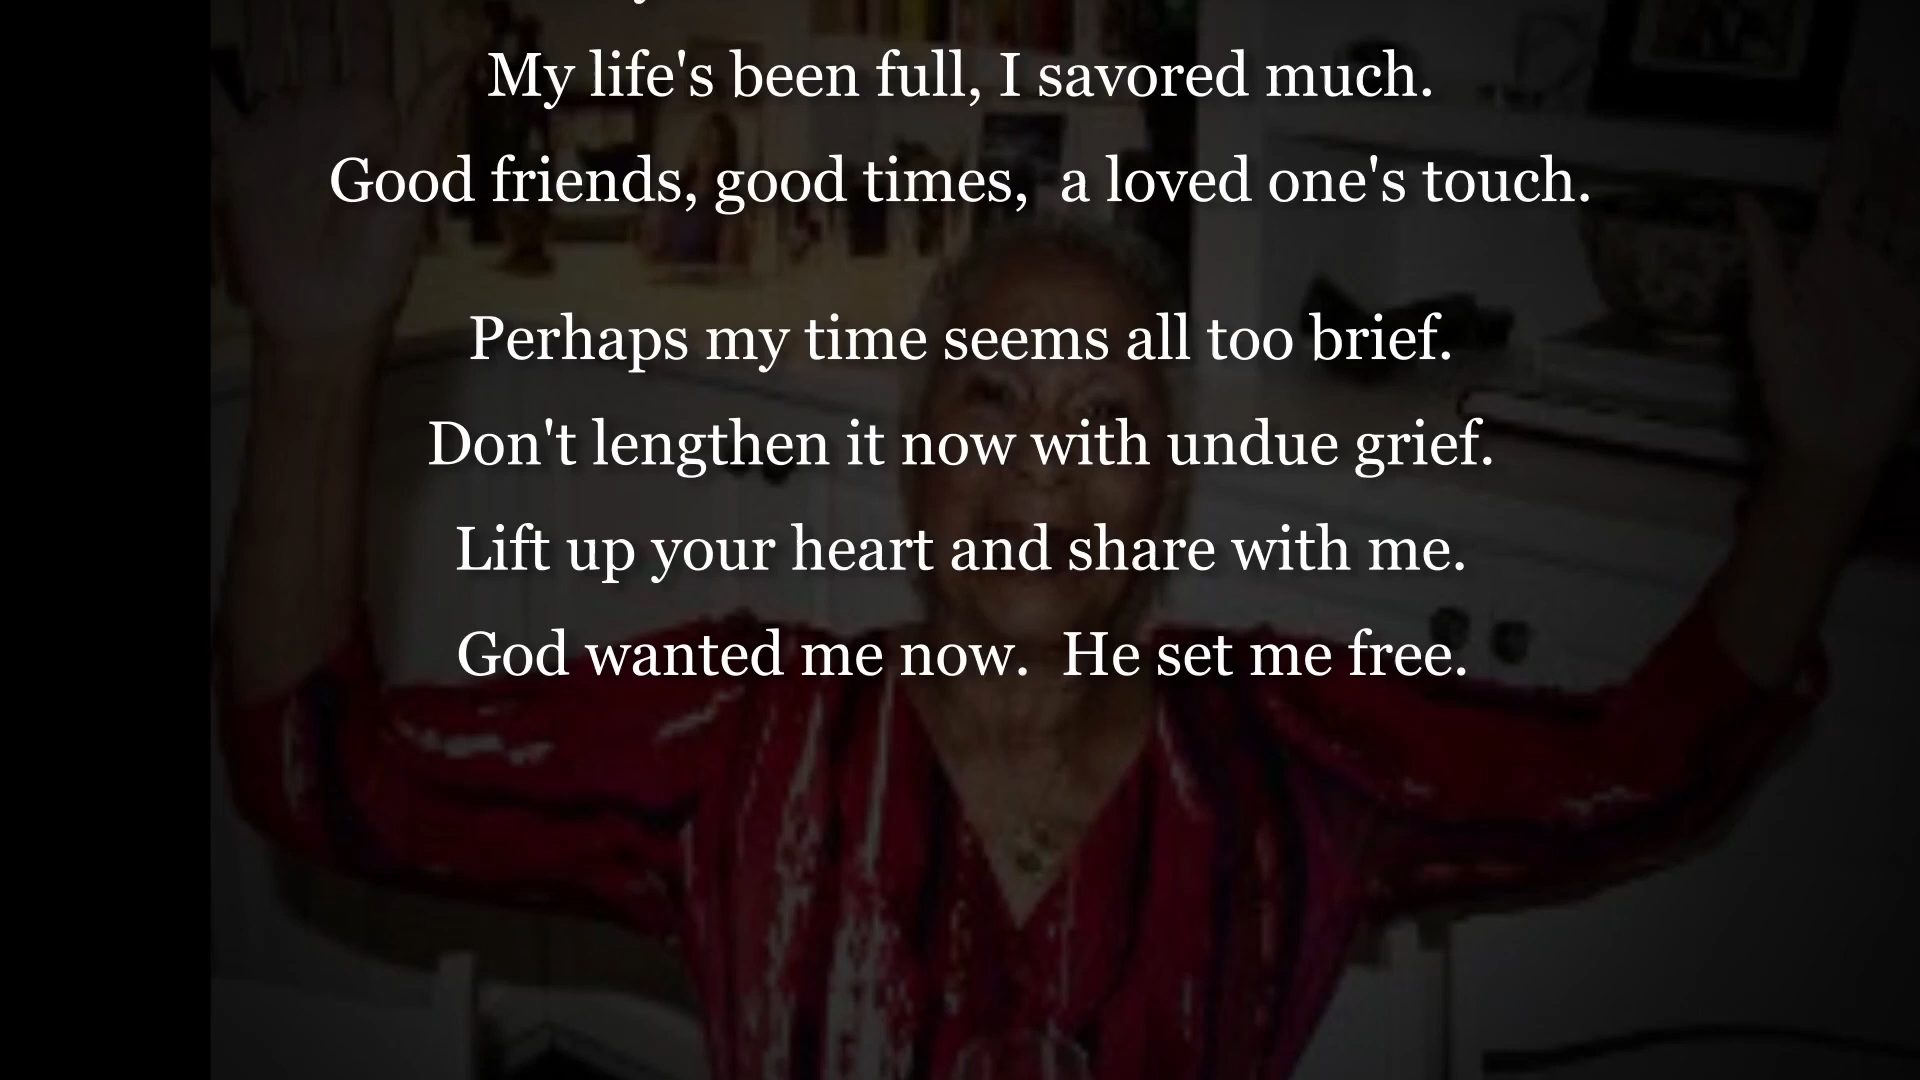 My life's been full, I savored much.
Good friends, good times,  a loved one's touch.
Perhaps my time seems all too brief.
Don't lengthen it now with undue grief.
Lift up your heart and share with me.
God wanted me now.  He set me free.